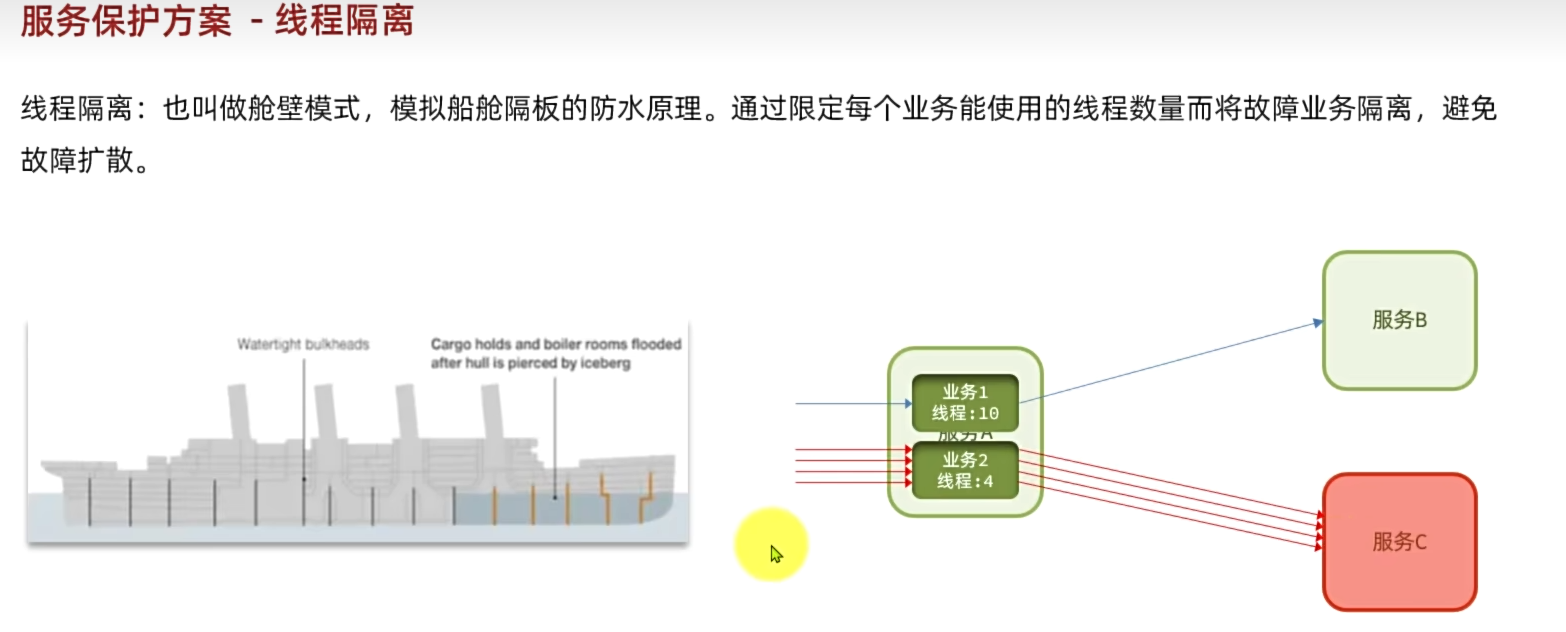 服务保护方案 - 线程隔离
线程隔离：也叫做舱壁模式，模拟船舱隔板的防水原理。通过限定每个业务能使用的线程数量而将故障业务隔离，避免
故障扩散。
Watertight bulkheads
Cargo holds and boiler rooms flooded
after hull is pierced by iceberg
业务1
线程:10
服务A
业务2
线程:4
服务B
服务C